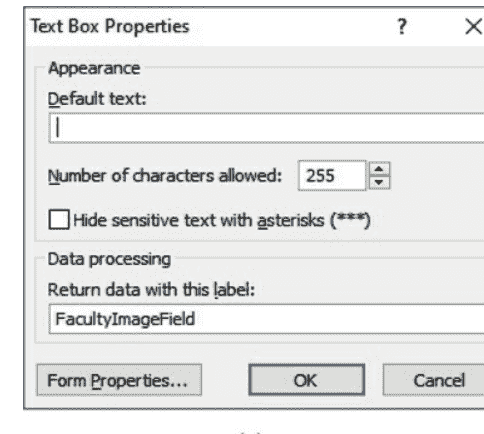 Text Box Properties ?
Appearance
Default text:
Number of characters allowed: 255
Hide sensitive text with asterisks (***)
Data processing
Return data with this label:
FacultyImageField
Form Properties... OK Cancel